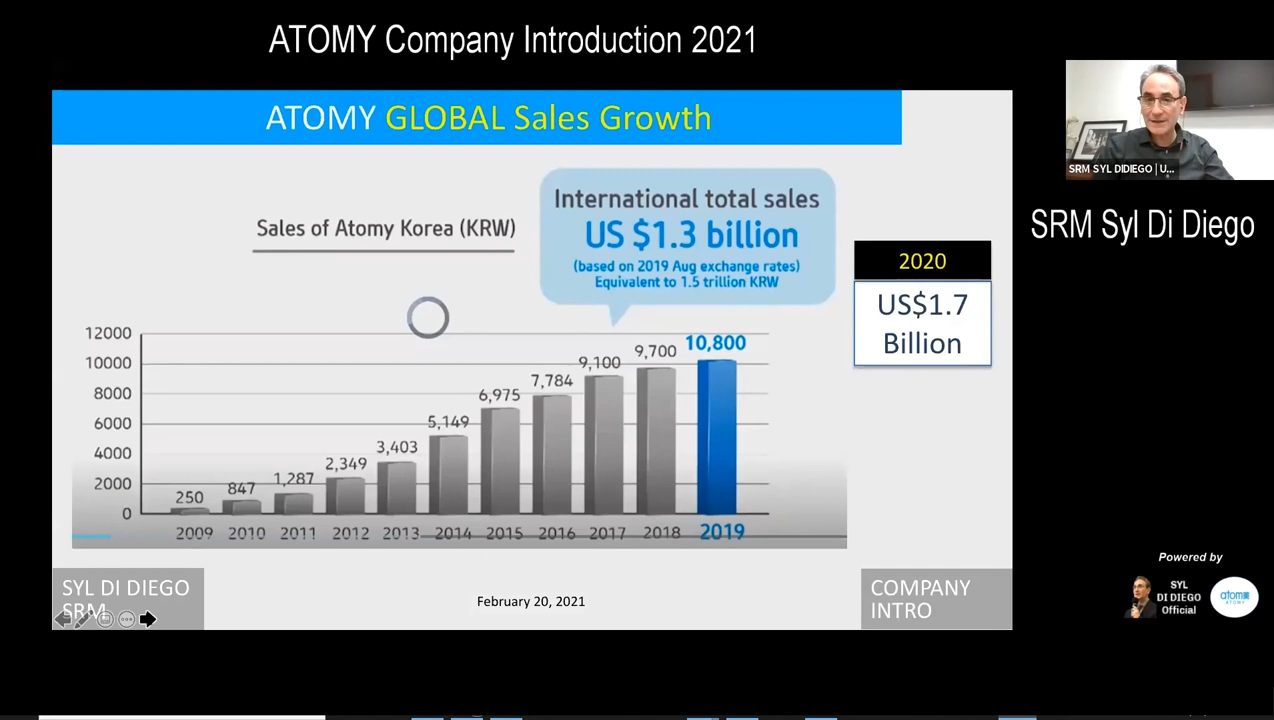 ATOMY Company Introduction 2021
ATOMY GLOBAL Sales Growth
International total sales
US $1.3 billion
(based on 2019 Aug exchange rates)
Equivalent to 1.5 trillion KRW
Sales of Atomy Korea (KRW)
2020
US$1.7
Billion
12000
10000
8000
6000
4000
2000
0
250
847
1,287
2,349
3,403
5,149
6,975
7,784
9,100
9,700
10,800
2009 2010 2011 2012 2013 2014 2015 2016 2017 2018 2019
SYL DI DIEGO
SRM
February 20, 2021
COMPANY
INTRO
SRM SYL DIDIEGO | U...
SRM Syl Di Diego
Powered by
SYL
DI DIEGO
Official
atom
ATOMY